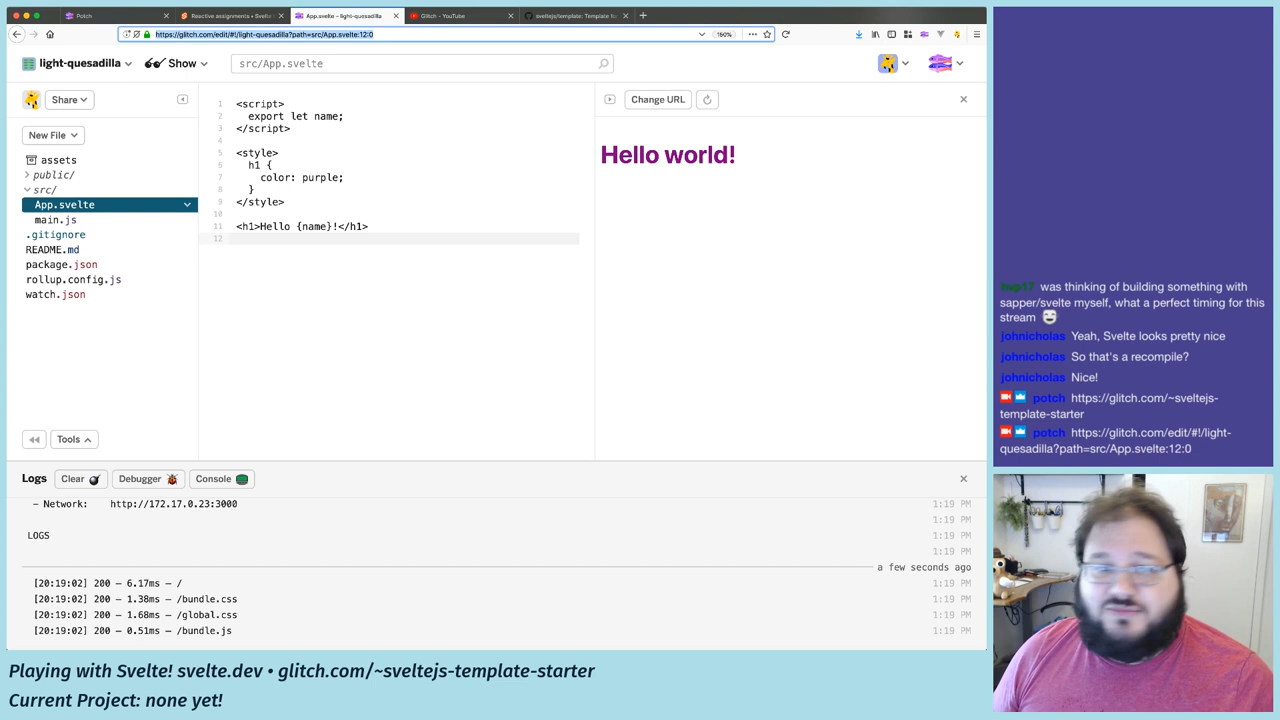 Potch
Reactive assignments • Svelte
App.svelte – light-quesadilla
Glitch - YouTube
sveltejs/template: Template fo
https://glitch.com/edit/#!/light-quesadilla?path=src/App.svelte:12:0
150%
light-quesadilla
Show
src/App.svelte
Share
New File
assets
public/
src/
App.svelte
main.js
.gitignore
README.md
package.json
rollup.config.js
watch.json
Tools
1 <script>
2 export let name;
3 </script>
4
5 <style>
6 h1 {
7 color: purple;
8 }
9 </style>
10
11 <h1>Hello {name}!</h1>
12
Change URL
Hello world!
Logs
Clear
Debugger
Console
– Network: http://172.17.0.23:3000 1:19 PM
1:19 PM
LOGS 1:19 PM
1:19 PM
a few seconds ago
[20:19:02] 200 – 6.17ms – / 1:19 PM
[20:19:02] 200 – 1.38ms – /bundle.css 1:19 PM
[20:19:02] 200 – 1.68ms – /global.css 1:19 PM
[20:19:02] 200 – 0.51ms – /bundle.js 1:19 PM
was thinking of building something with
sapper/svelte myself, what a perfect timing for this
stream
johnicholas Yeah, Svelte looks pretty nice
johnicholas So that's a recompile?
johnicholas Nice!
potch https://glitch.com/~sveltejs-
template-starter
potch https://glitch.com/edit/#!/light-
quesadilla?path=src/App.svelte:12:0
Playing with Svelte! svelte.dev • glitch.com/~sveltejs-template-starter
Current Project: none yet!